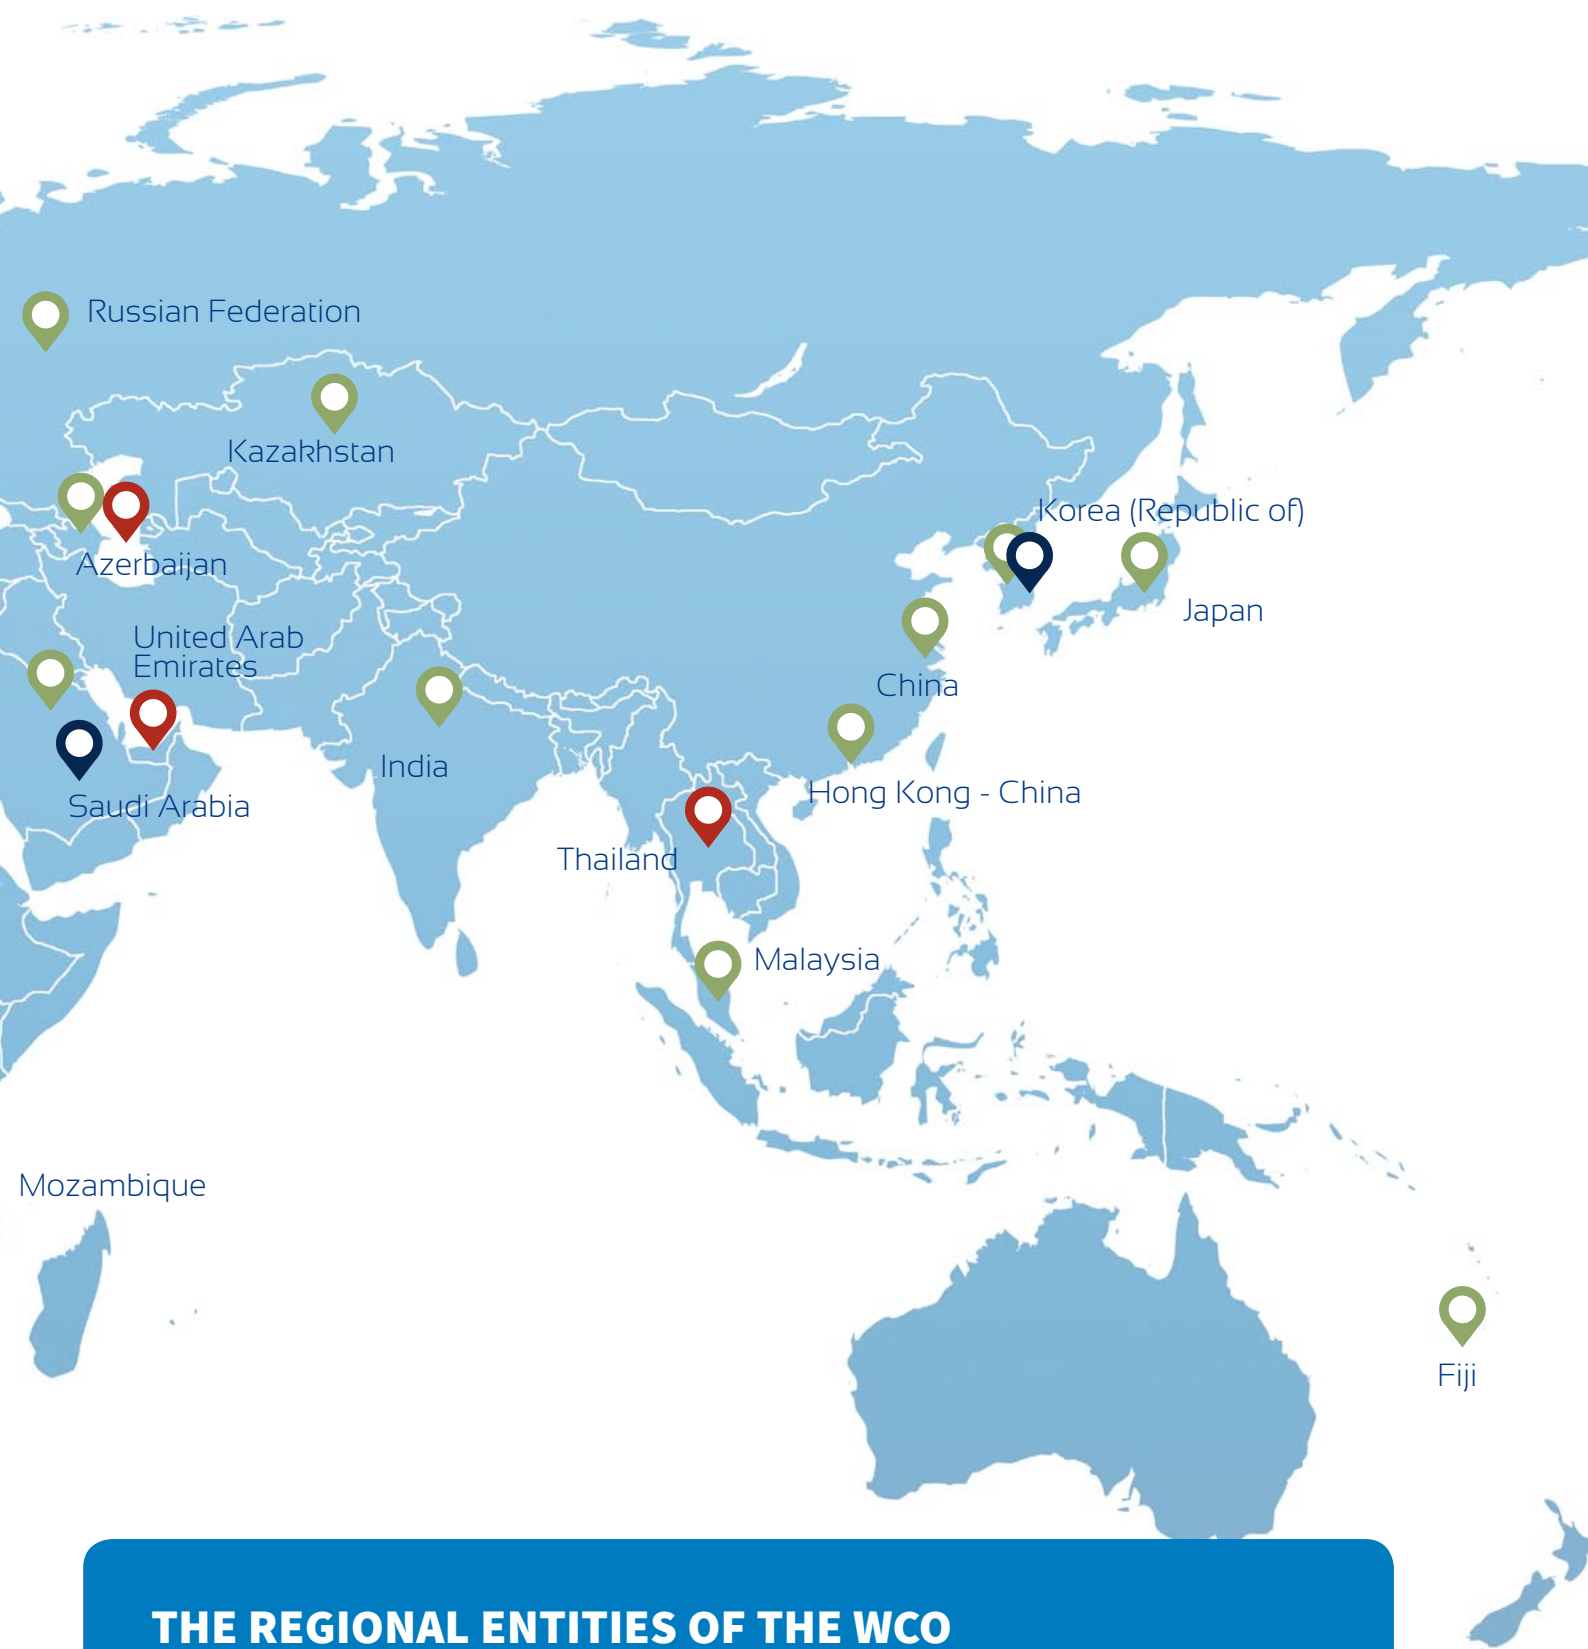 Russian Federation
Kazakhstan
Korea (Republic of)
Azerbaijan
Japan
United Arab
Emirates
China
India
Hong Kong - China
Saudi Arabia
Thailand
Malaysia
Mozambique
Fiji
THE REGIONAL ENTITIES OF THE WCO